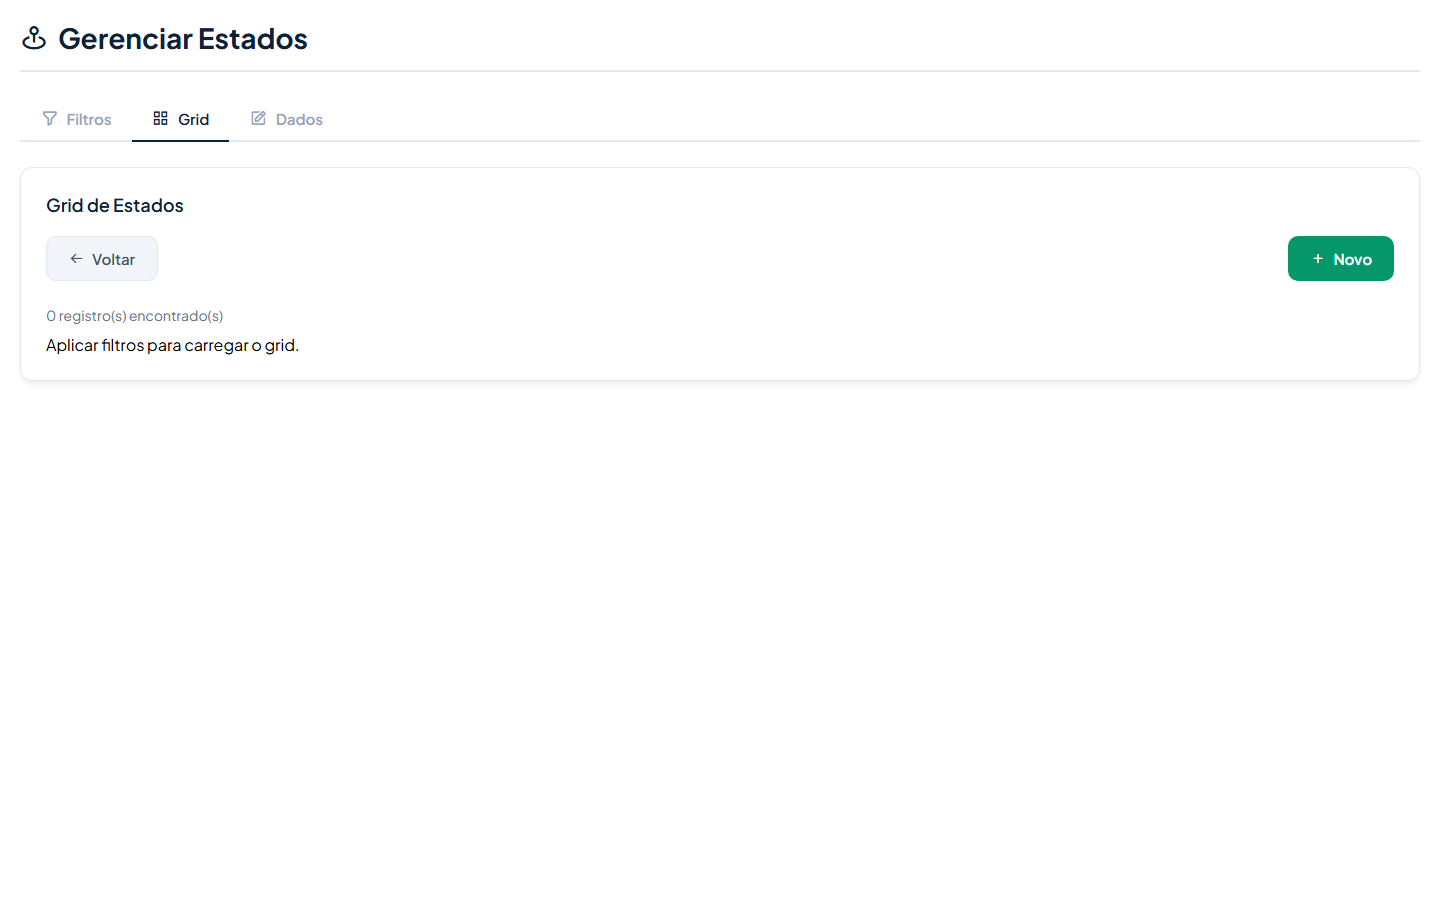 Gerenciar Estados
Filtros Grid Dados
Grid de Estados
← Voltar + Novo
0 registro(s) encontrado(s)
Aplicar filtros para carregar o grid.